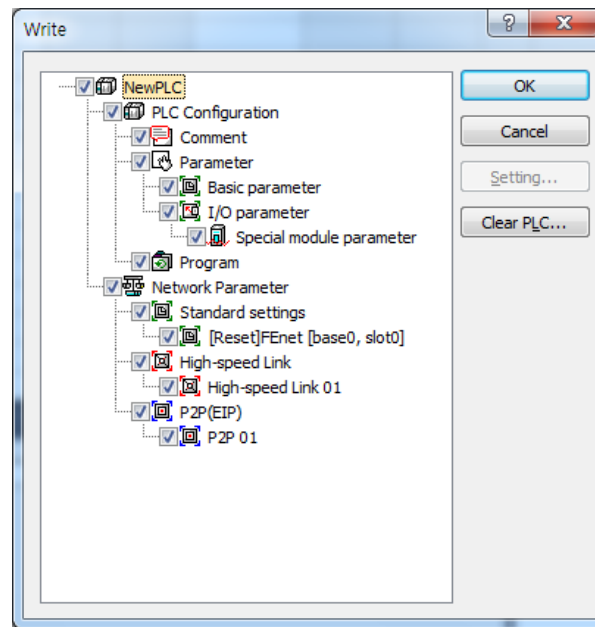 Write
NewPLC
PLC Configuration
Comment
Parameter
Basic parameter
I/O parameter
Special module parameter
Program
Network Parameter
Standard settings
[Reset]FEnet [base0, slot0]
High-speed Link
High-speed Link 01
P2P(EIP)
P2P 01
OK
Cancel
Setting...
Clear PLC...